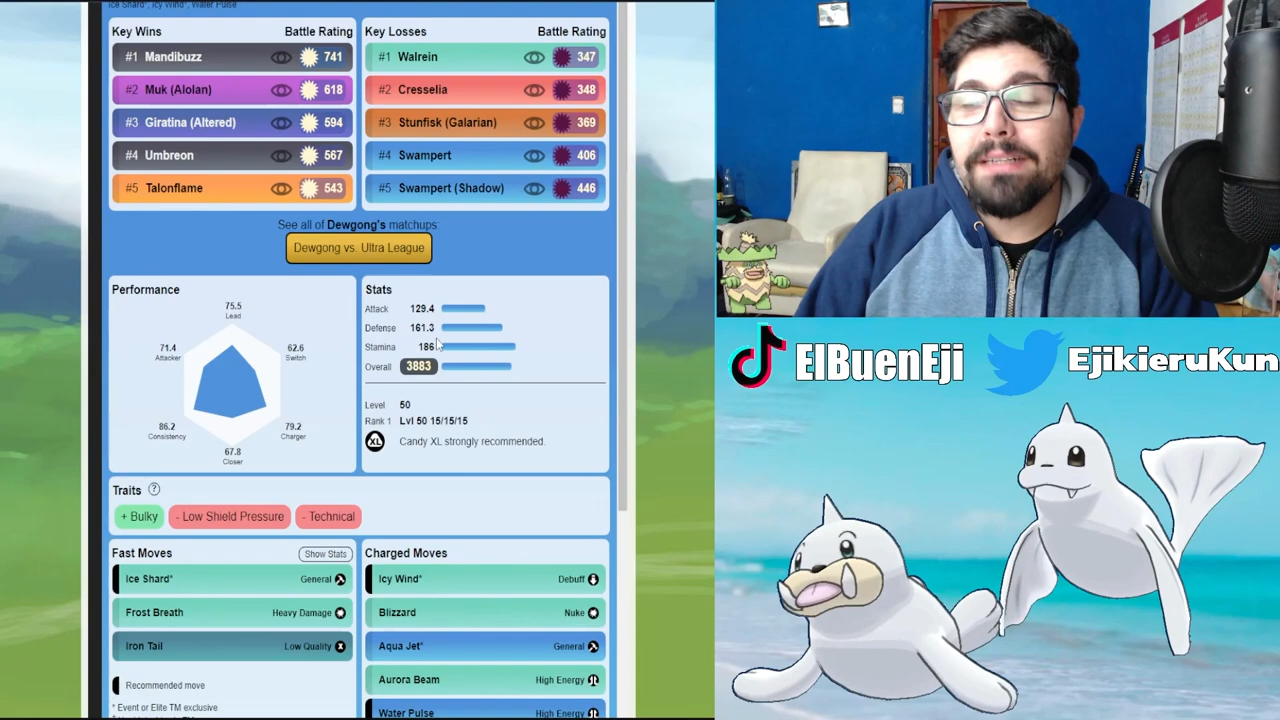 Ice Shard*, Icy Wind*, Water Pulse
Key Wins Battle Rating
#1 Mandibuzz 741
#2 Muk (Alolan) 618
#3 Giratina (Altered) 594
#4 Umbreon 567
#5 Talonflame 543
Key Losses Battle Rating
#1 Walrein 347
#2 Cresselia 348
#3 Stunfisk (Galarian) 369
#4 Swampert 406
#5 Swampert (Shadow) 446
See all of Dewgong's matchups:
Dewgong vs. Ultra League
Performance
75.5
Lead
71.4
Attacker
62.6
Switch
86.2
Consistency
79.2
Charger
67.8
Closer
Stats
Attack 129.4
Defense 161.3
Stamina 186
Overall 3883
Level 50
Rank 1 Lvl 50 15/15/15
XL Candy XL strongly recommended.
Traits ?
+ Bulky - Low Shield Pressure - Technical
Fast Moves Show Stats
Ice Shard* General
Frost Breath Heavy Damage
Iron Tail Low Quality
Recommended move
* Event or Elite TM exclusive
Charged Moves
Icy Wind* Debuff
Blizzard Nuke
Aqua Jet* General
Aurora Beam High Energy
Water Pulse High Energy
ElBuenEji
EjikieruKun